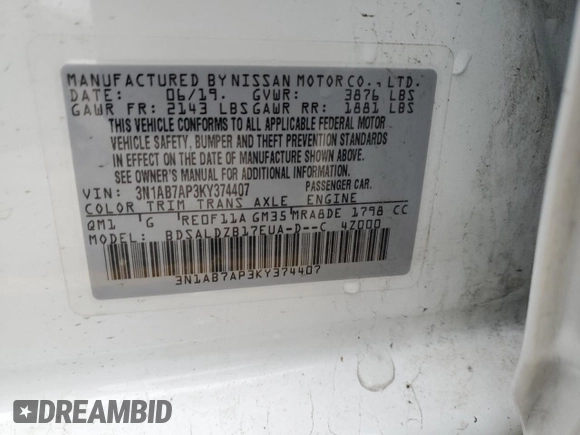 MANUFACTURED BY NISSAN MOTOR CO., LTD.
DATE: 06/19. GVWR: 3876 LBS
GAWR FR: 2143 LBS GAWR RR: 1881 LBS
THIS VEHICLE CONFORMS TO ALL APPLICABLE FEDERAL MOTOR
VEHICLE SAFETY, BUMPER AND THEFT PREVENTION STANDARDS
IN EFFECT ON THE DATE OF MANUFACTURE SHOWN ABOVE.
SEE OWNER'S MANUAL FOR ADDITIONAL INFORMATION
VIN: 3N1AB7AP3KY374407 PASSENGER CAR.
COLOR TRIM TRANS AXLE ENGINE
QM1 G RE0F11A GM35 MRA8DE 1798 CC
MODEL: BDSALDZB17EUA-D--C 4Z000
3N1AB7AP3KY374407
DREAMBID